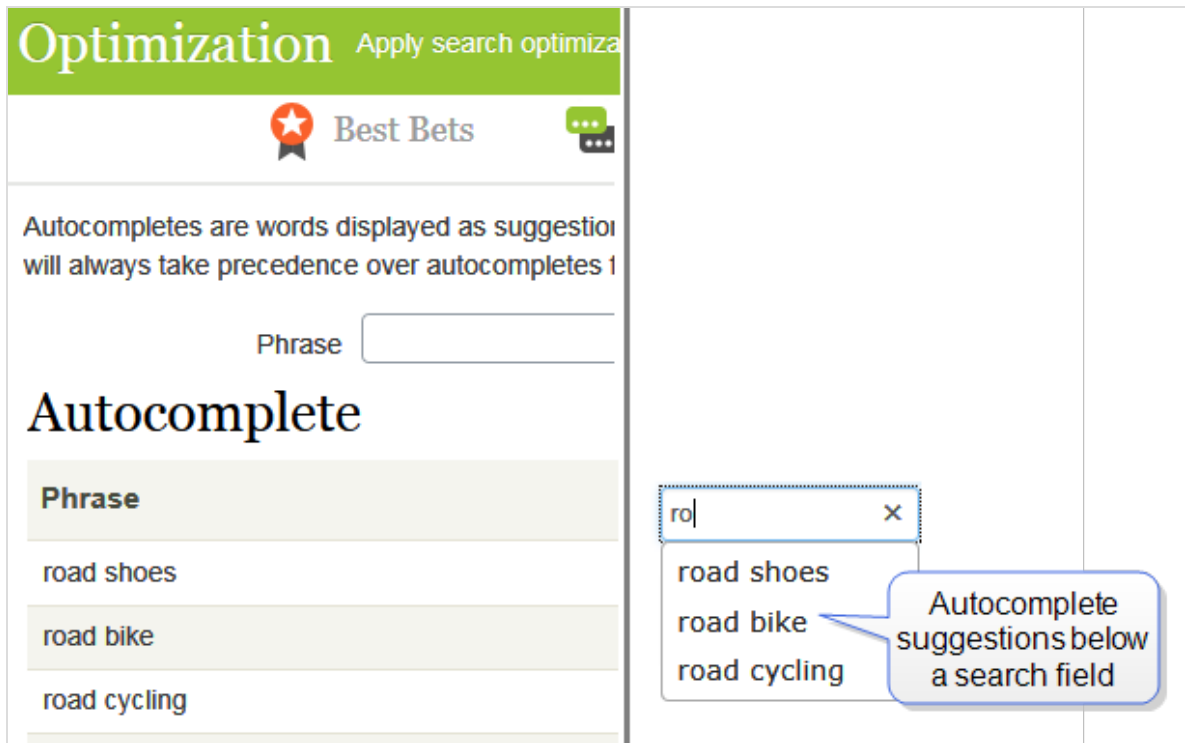 Optimization Apply search optimiza
Best Bets
Autocompletes are words displayed as suggestion
will always take precedence over autocompletes f
Phrase
Autocomplete
Phrase
road shoes
road bike
road cycling
ro
road shoes
road bike
road cycling
Autocomplete
suggestions below
a search field